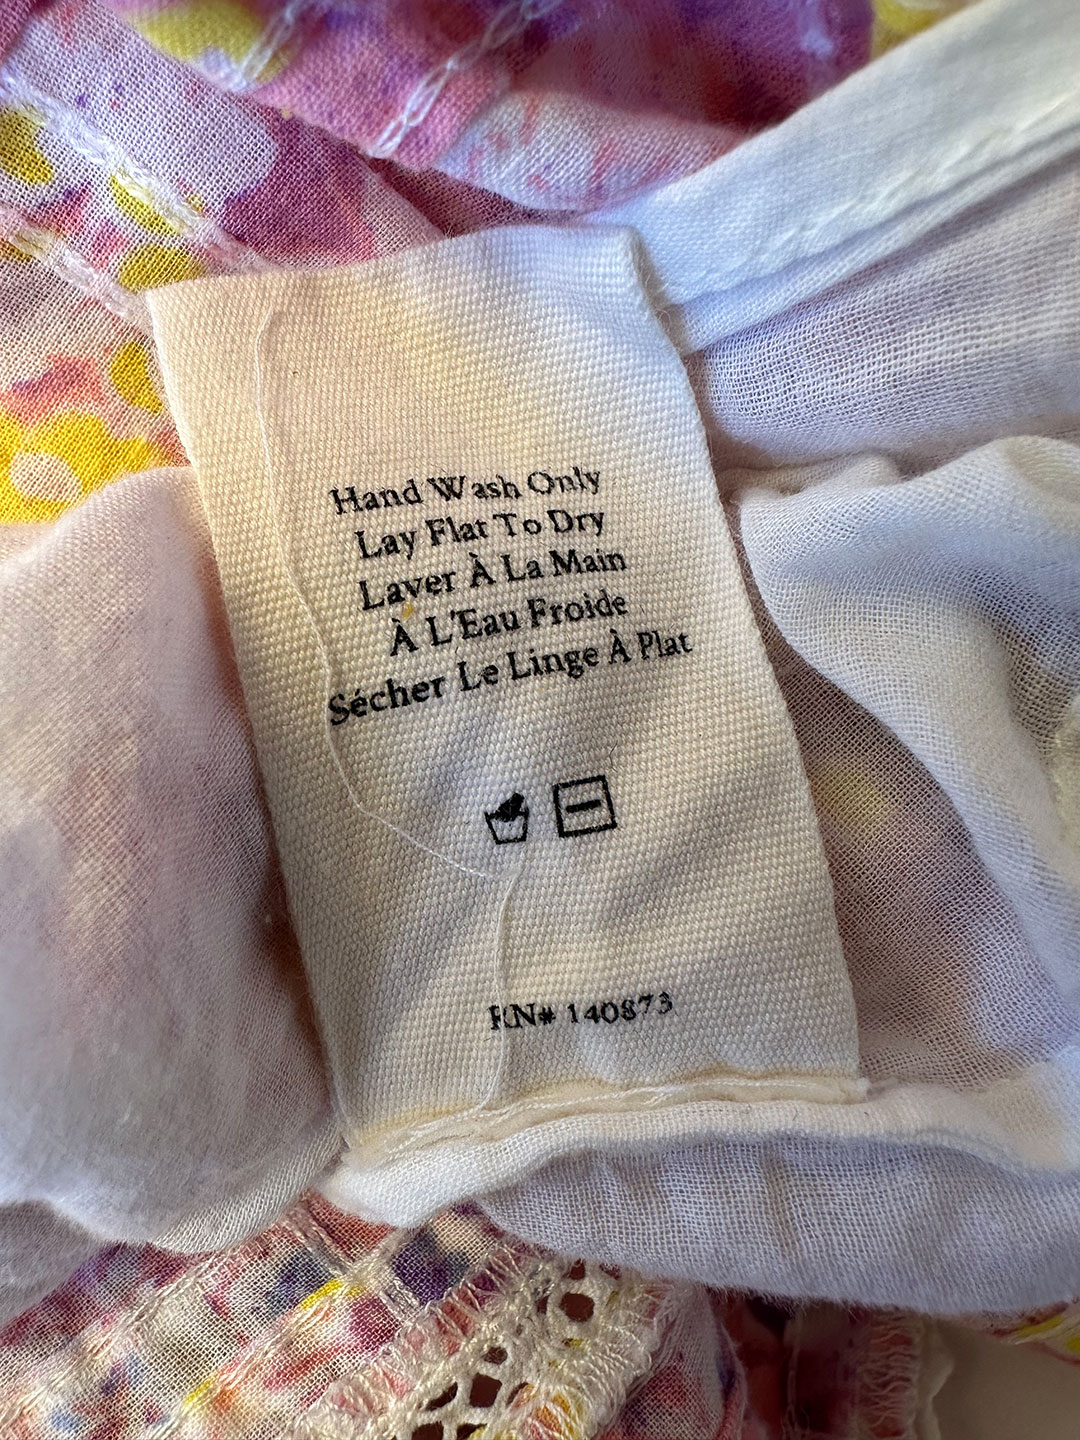 Hand Wash Only
Lay Flat To Dry
Laver À La Main
À L'Eau Froide
Sécher Le Linge À Plat
RN# 140873